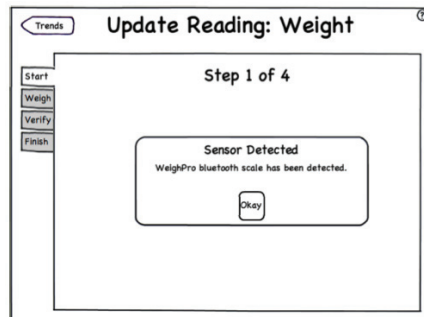 Trends
Update Reading: Weight
?
Start
Weigh
Verify
Finish
Step 1 of 4
Sensor Detected
WeighPro bluetooth scale has been detected.
Okay